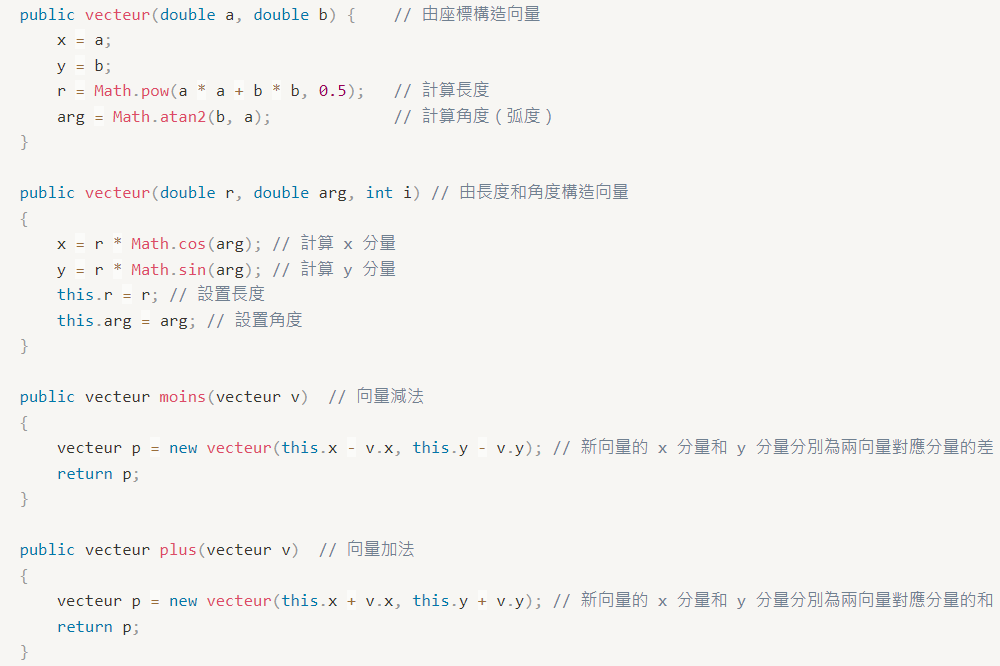 public vecteur(double a, double b) {    // 由座標構造向量
    x = a;
    y = b;
    r = Math.pow(a * a + b * b, 0.5);   // 計算長度
    arg = Math.atan2(b, a);             // 計算角度 ( 弧度 )
}

public vecteur(double r, double arg, int i) // 由長度和角度構造向量
{
    x = r * Math.cos(arg); // 計算 x 分量
    y = r * Math.sin(arg); // 計算 y 分量
    this.r = r; // 設置長度
    this.arg = arg; // 設置角度
}

public vecteur moins(vecteur v)  // 向量減法
{
    vecteur p = new vecteur(this.x - v.x, this.y - v.y); // 新向量的 x 分量和 y 分量分別為兩向量對應分量的差
    return p;
}

public vecteur plus(vecteur v)  // 向量加法
{
    vecteur p = new vecteur(this.x + v.x, this.y + v.y); // 新向量的 x 分量和 y 分量分別為兩向量對應分量的和
    return p;
}